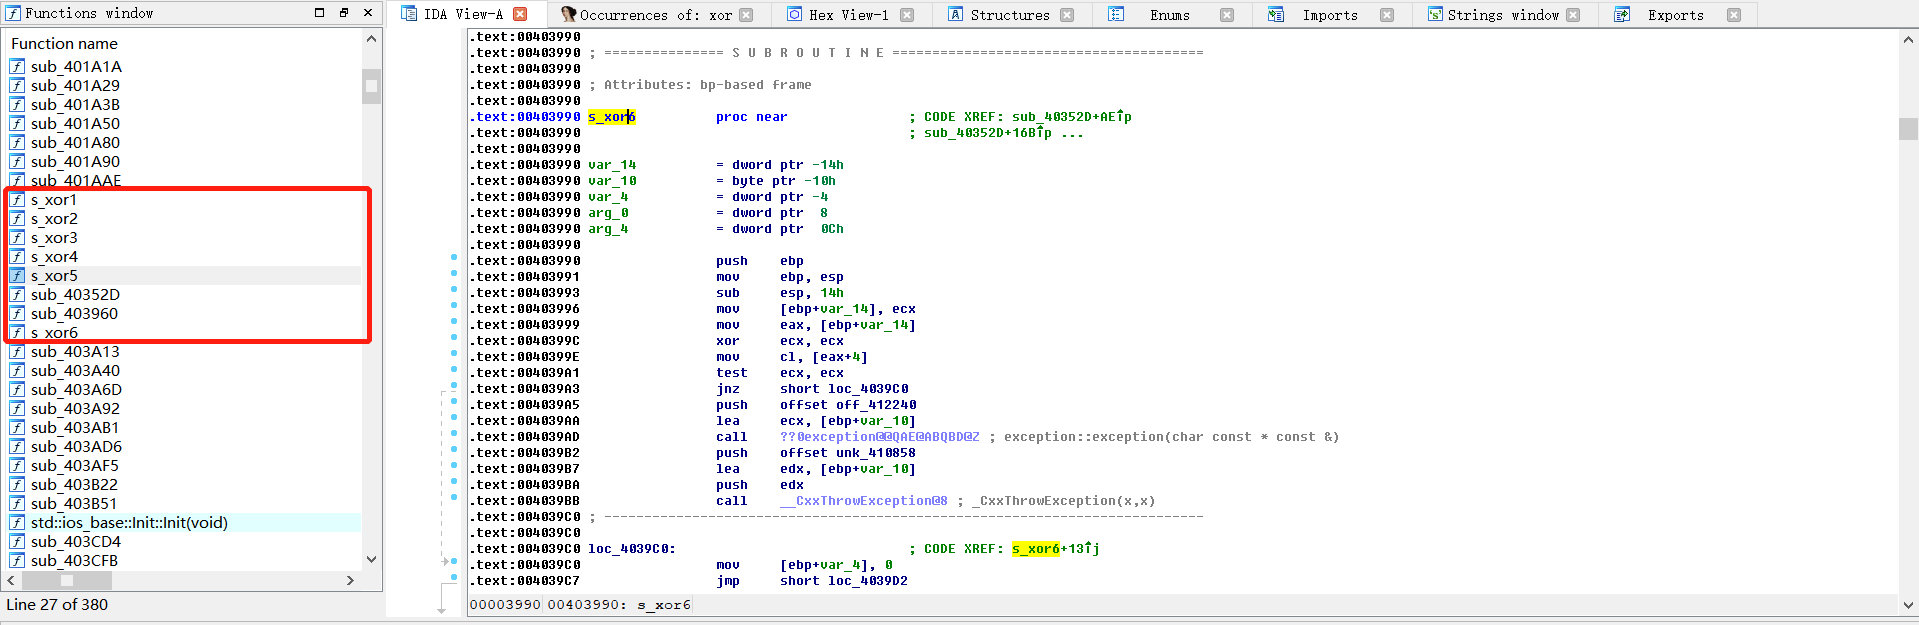 Functions window
Function name
sub_401A1A
sub_401A29
sub_401A3B
sub_401A50
sub_401A80
sub_401A90
sub_401AAE
s_xor1
s_xor2
s_xor3
s_xor4
s_xor5
sub_40352D
sub_403960
s_xor6
sub_403A13
sub_403A40
sub_403A6D
sub_403A92
sub_403AB1
sub_403AD6
sub_403AF5
sub_403B22
sub_403B51
std::ios_base::Init::Init(void)
sub_403CD4
sub_403CFB
Line 27 of 380
IDA View-A Occurrences of: xor Hex View-1 Structures Enums Imports Strings window Exports
.text:00403990
.text:00403990 ; =============== S U B R O U T I N E =======================================
.text:00403990
.text:00403990 ; Attributes: bp-based frame
.text:00403990
.text:00403990 s_xor6 proc near ; CODE XREF: sub_40352D+AE↑p
.text:00403990 ; sub_40352D+16B↑p ...
.text:00403990
.text:00403990 var_14 = dword ptr -14h
.text:00403990 var_10 = byte ptr -10h
.text:00403990 var_4 = dword ptr -4
.text:00403990 arg_0 = dword ptr 8
.text:00403990 arg_4 = dword ptr 0Ch
.text:00403990
.text:00403990 push ebp
.text:00403991 mov ebp, esp
.text:00403993 sub esp, 14h
.text:00403996 mov [ebp+var_14], ecx
.text:00403999 mov eax, [ebp+var_14]
.text:0040399C xor ecx, ecx
.text:0040399E mov cl, [eax+4]
.text:004039A1 test ecx, ecx
.text:004039A3 jnz short loc_4039C0
.text:004039A5 push offset off_412240
.text:004039AA lea ecx, [ebp+var_10]
.text:004039AD call ??0exception@@QAE@ABQBD@Z ; exception::exception(char const * const &)
.text:004039B2 push offset unk_410858
.text:004039B7 lea edx, [ebp+var_10]
.text:004039BA push edx
.text:004039BB call __CxxThrowException@8 ; _CxxThrowException(x,x)
.text:004039C0 ; ---------------------------------------------------------------------------
.text:004039C0
.text:004039C0 loc_4039C0: ; CODE XREF: s_xor6+13↑j
.text:004039C0 mov [ebp+var_4], 0
.text:004039C7 jmp short loc_4039D2
00003990 00403990: s_xor6